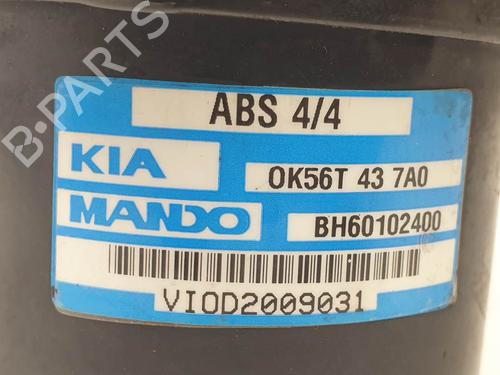 B-PARTS
ABS 4/4
KIA OK56T 43 7A0
MANDO BH60102400
VIOD2009031